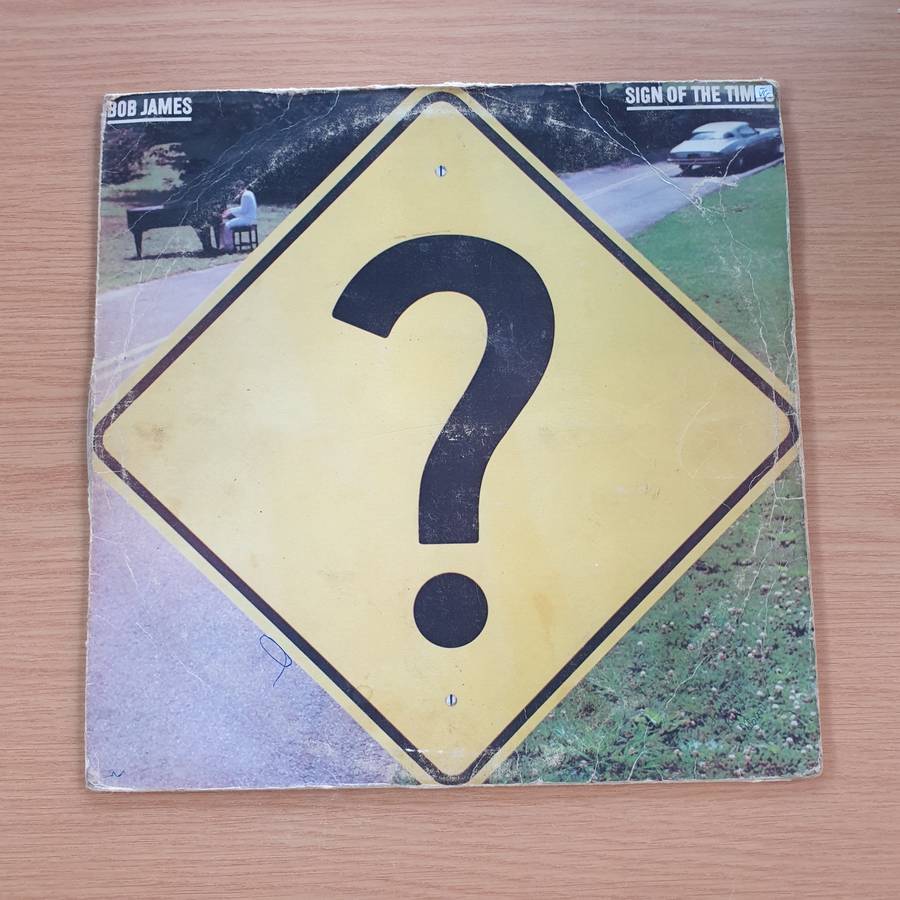 BOB JAMES
SIGN OF THE TIMES
?